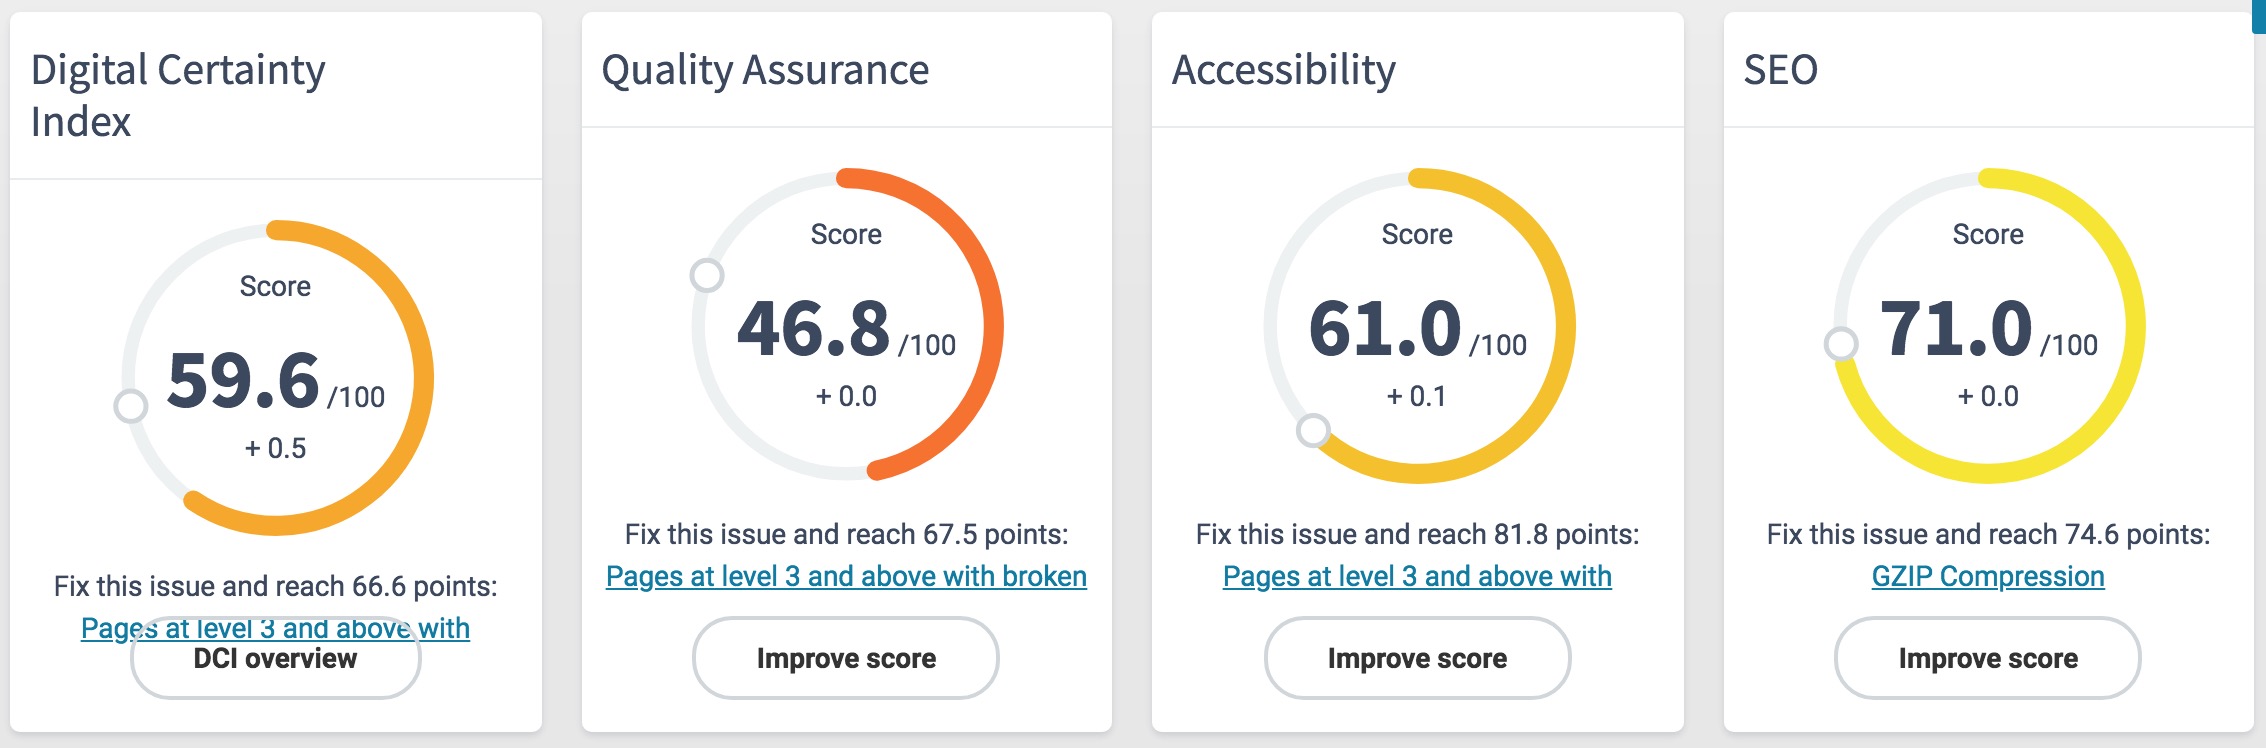 Digital Certainty
Index
Score
59.6 /100
+ 0.5
Fix this issue and reach 66.6 points:
Pages at level 3 and above with
DCI overview
Quality Assurance
Score
46.8 /100
+ 0.0
Fix this issue and reach 67.5 points:
Pages at level 3 and above with broken
Improve score
Accessibility
Score
61.0 /100
+ 0.1
Fix this issue and reach 81.8 points:
Pages at level 3 and above with
Improve score
SEO
Score
71.0 /100
+ 0.0
Fix this issue and reach 74.6 points:
GZIP Compression
Improve score